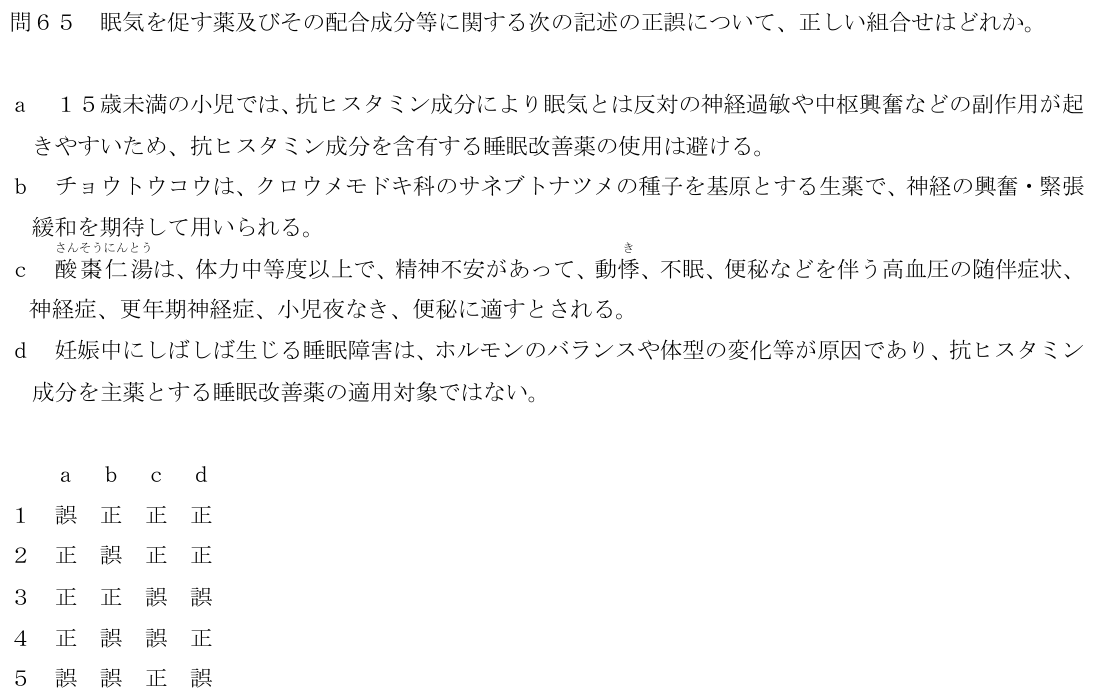 問６５　眠気を促す薬及びその配合成分等に関する次の記述の正誤について、正しい組合せはどれか。
ａ　１５歳未満の小児では、抗ヒスタミン成分により眠気とは反対の神経過敏や中枢興奮などの副作用が起
きやすいため、抗ヒスタミン成分を含有する睡眠改善薬の使用は避ける。
ｂ　チョウトウコウは、クロウメモドキ科のサネブトナツメの種子を基原とする生薬で、神経の興奮・緊張
緩和を期待して用いられる。
さんそうにんとう　き
ｃ　酸棗仁湯は、体力中等度以上で、精神不安があって、動悸、不眠、便秘などを伴う高血圧の随伴症状、
神経症、更年期神経症、小児夜なき、便秘に適すとされる。
ｄ　妊娠中にしばしば生じる睡眠障害は、ホルモンのバランスや体型の変化等が原因であり、抗ヒスタミン
成分を主薬とする睡眠改善薬の適用対象ではない。
ａ　ｂ　ｃ　ｄ
１　誤　正　正　正
２　正　誤　正　正
３　正　正　誤　誤
４　正　誤　誤　正
５　誤　誤　正　誤